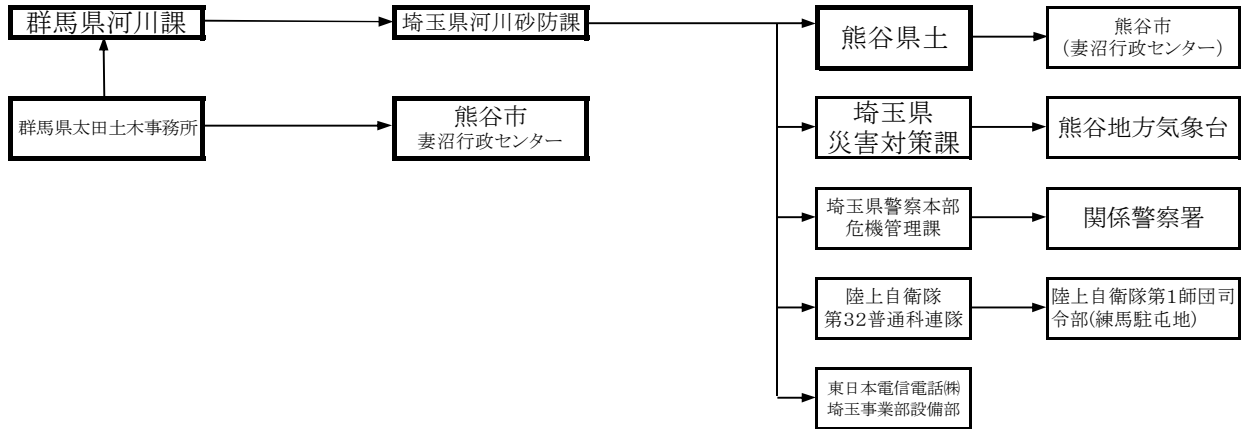 群馬県河川課
埼玉県河川砂防課
熊谷県土
熊谷市
(妻沼行政センター)
群馬県太田土木事務所
熊谷市
妻沼行政センター
埼玉県
災害対策課
熊谷地方気象台
埼玉県警察本部
危機管理課
関係警察署
陸上自衛隊
第32普通科連隊
陸上自衛隊第1師団司
令部(練馬駐屯地)
東日本電信電話㈱
埼玉事業部設備部